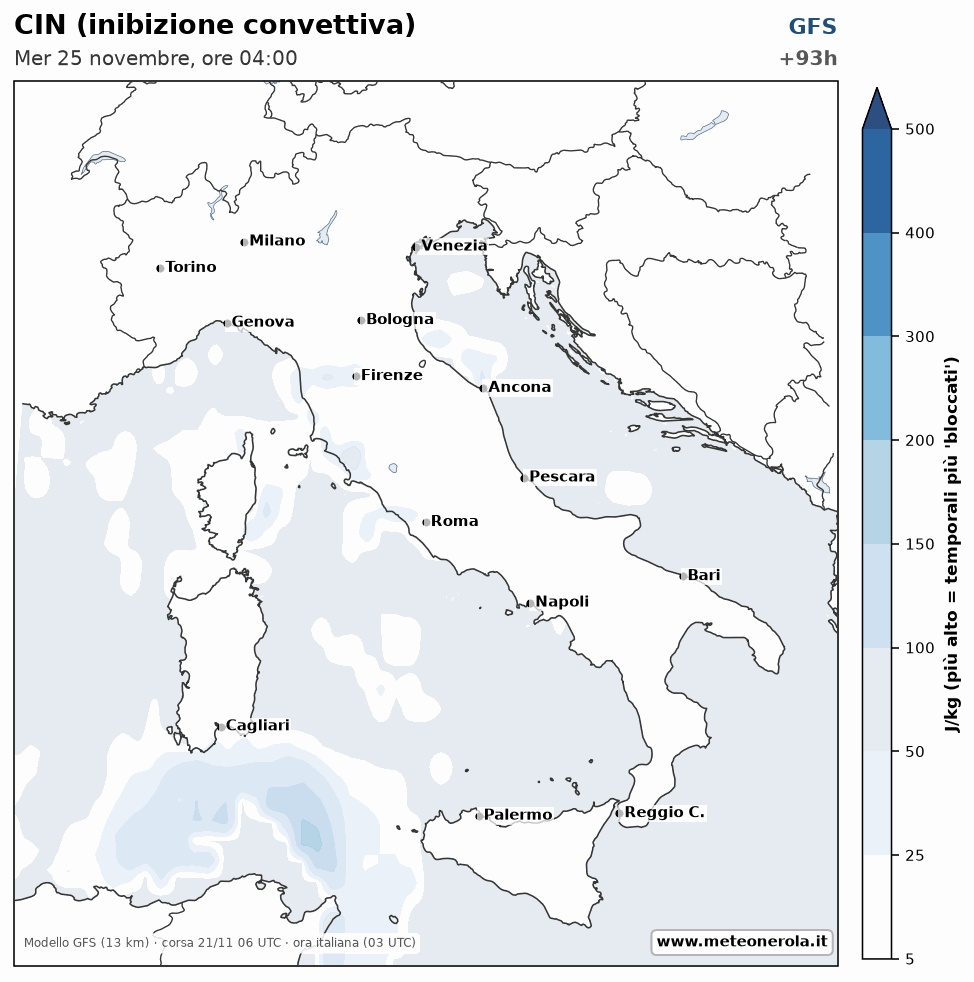 CIN (inibizione convettiva)
GFS
Mer 25 novembre, ore 04:00
+93h
Milano
Venezia
Torino
Genova
Bologna
Firenze
Ancona
Pescara
Roma
Bari
Napoli
Cagliari
Palermo
Reggio C.
Modello GFS (13 km) · corsa 21/11 06 UTC · ora italiana (03 UTC)
www.meteonerola.it
500
400
300
200
150
100
50
25
5
J/kg (più alto = temporali più 'bloccati')